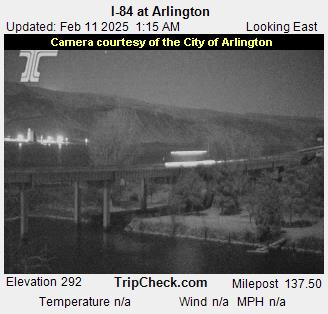 I-84 at Arlington
Updated: Feb 11 2025 1:15 AM Looking East
Camera courtesy of the City of Arlington
Elevation 292 TripCheck.com Milepost 137.50
Temperature n/a Wind n/a MPH n/a